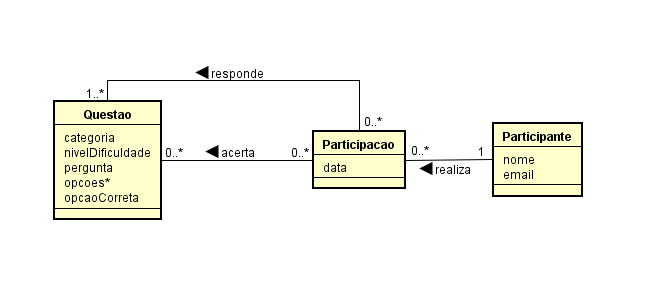 responde
1..*
Questao
categoria
nivelDificuldade
pergunta
opcoes*
opcaoCorreta
0..*
acerta
0..*
0..*
Participacao
data
0..*
realiza
1
Participante
nome
email